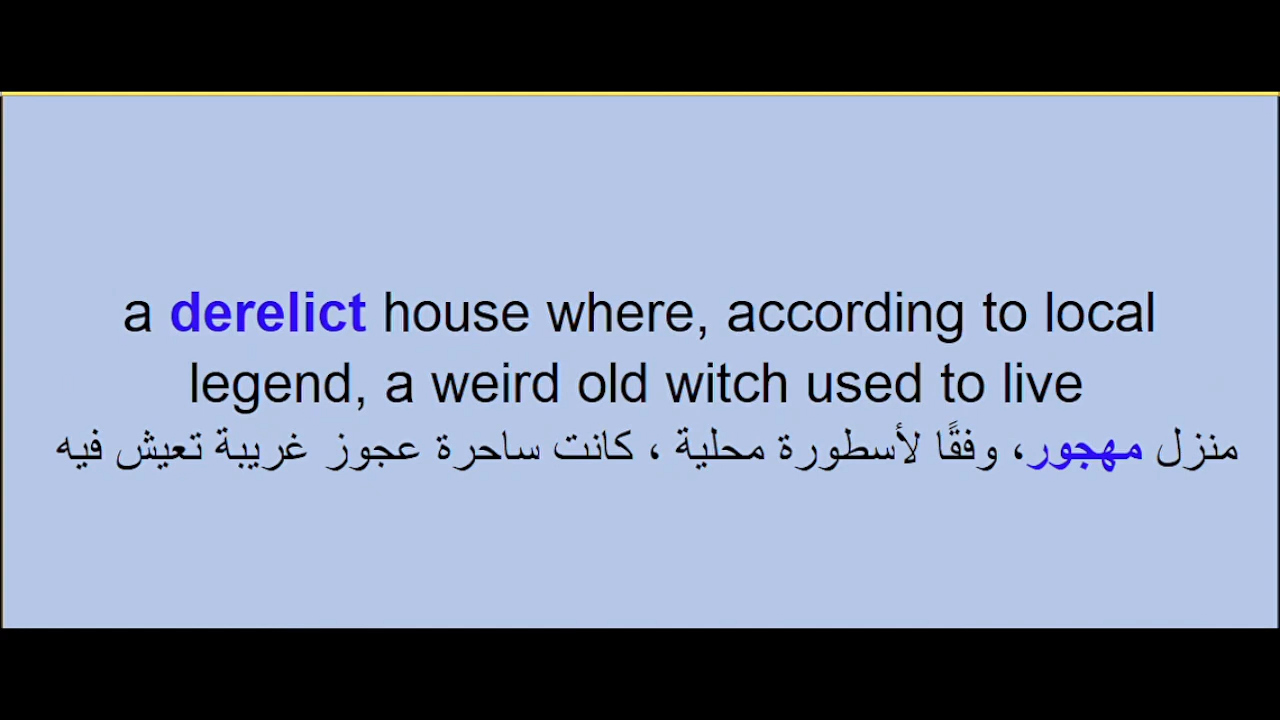 a derelict house where, according to local
legend, a weird old witch used to live
منزل مهجور، وفقًا لأسطورة محلية ، كانت ساحرة عجوز غريبة تعيش فيه